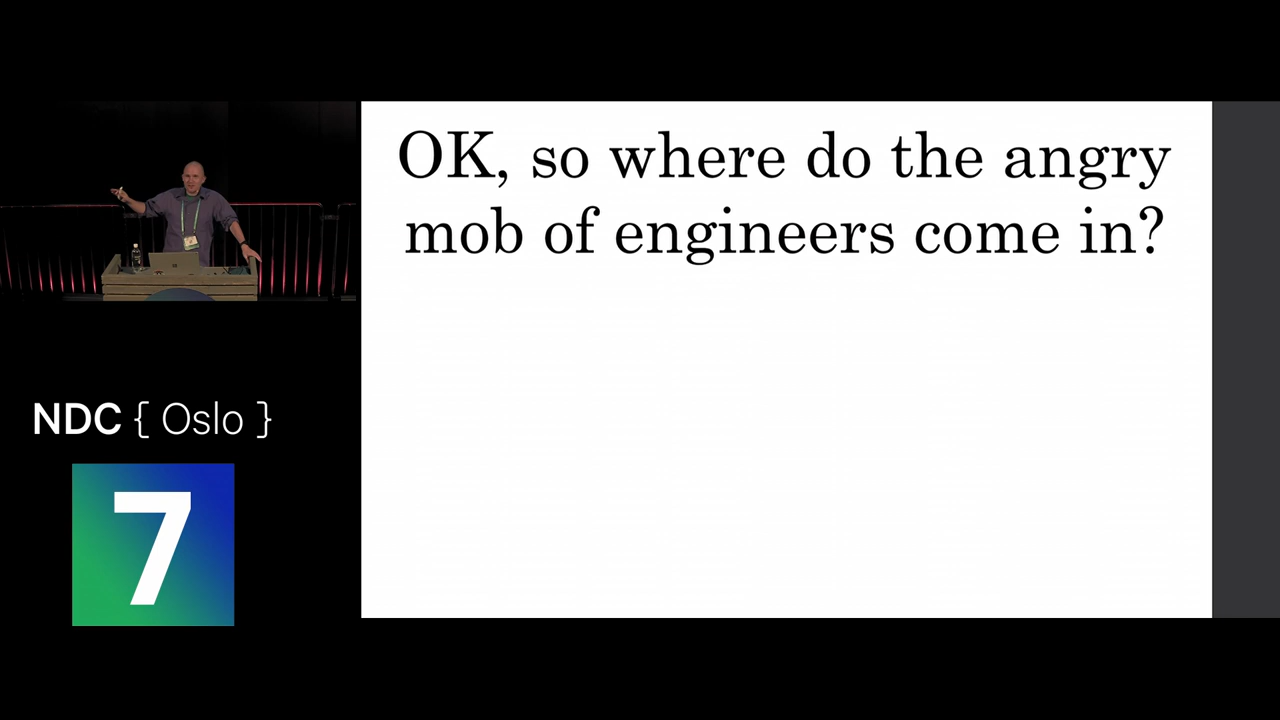 OK, so where do the angry
mob of engineers come in?
NDC { Oslo }
7